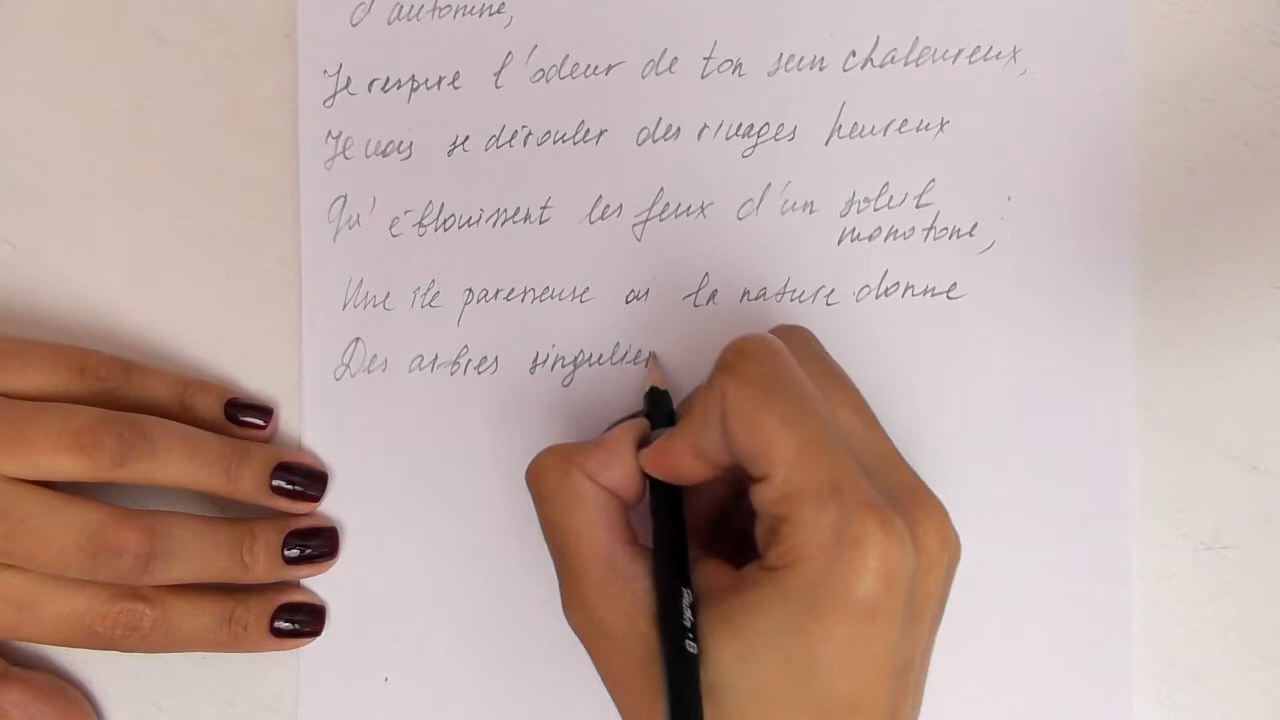 d'automne,
Je respire l'odeur de ton sein chaleureux,
Je vois se dérouler des rivages heureux
Qu'éblouissent les feux d'un soleil
monotone;
Une île paresseuse où la nature donne
Des arbres singulier